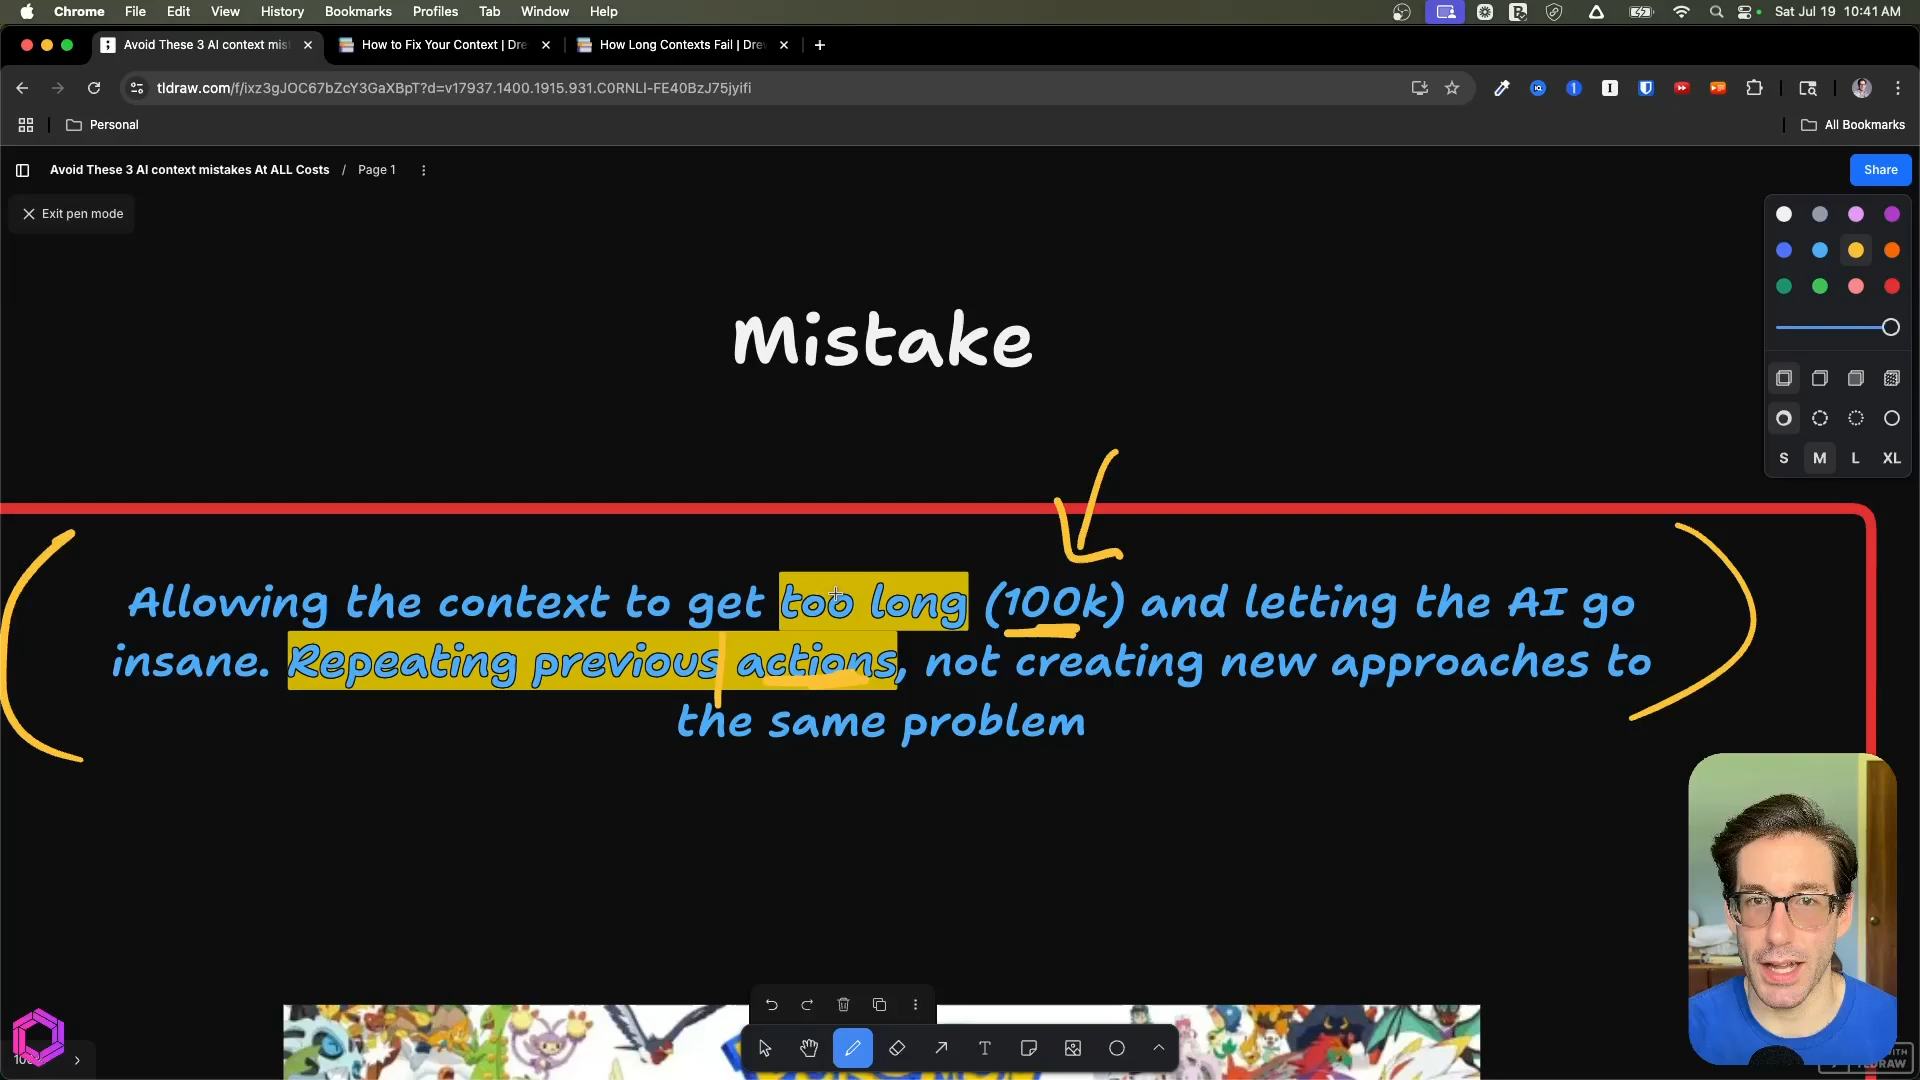 Chrome File Edit View History Bookmarks Profiles Tab Window Help Sat Jul 19 10:41 AM
Avoid These 3 AI context mis How to Fix Your Context | Dre How Long Contexts Fail | Dre
tldraw.com/f/ixz3gJOC67bZcY3GaXBpT?d=v17937.1400.1915.931.C0RNLI-FE40BzJ75jyifi
Personal All Bookmarks
Avoid These 3 AI context mistakes At ALL Costs / Page 1 Share
Exit pen mode
Mistake
S M L XL
Allowing the context to get too long (100k) and letting the AI go
insane. Repeating previous actions, not creating new approaches to
the same problem